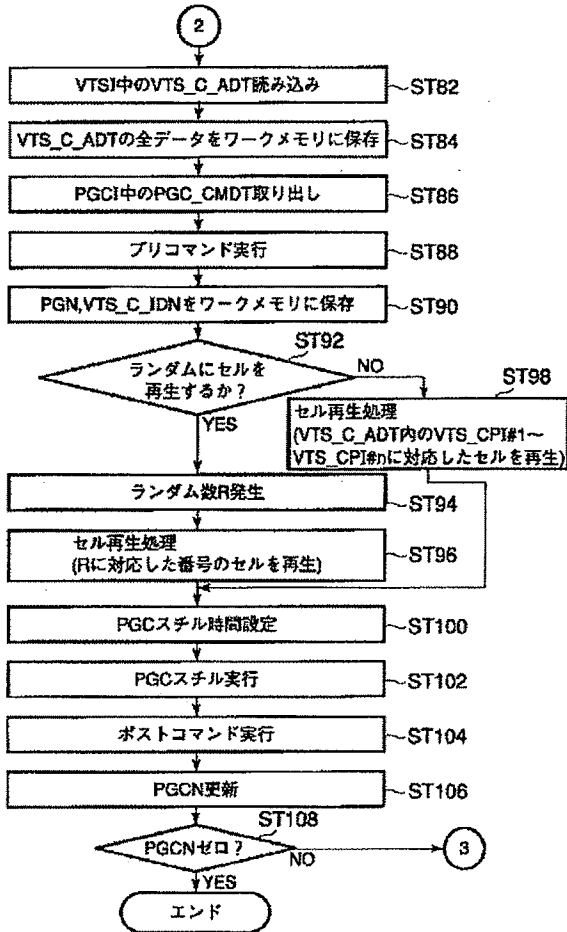 2
VTSI中のVTS_C_ADT読み込み
ST82
VTS_C_ADTの全データをワークメモリに保存
ST84
PGCI中のPGC_CMDT取り出し
ST86
プリコマンド実行
ST88
PGN,VTS_C_IDNをワークメモリに保存
ST90
ST92
ランダムにセルを
再生するか?
NO
YES
ST98
セル再生処理
(VTS_C_ADT内のVTS_CPI#1～
VTS_CPI#nに対応したセルを再生)
ランダム数R発生
ST94
セル再生処理
(Rに対応した番号のセルを再生)
ST96
PGCスチル時間設定
ST100
PGCスチル実行
ST102
ポストコマンド実行
ST104
PGCN更新
ST106
ST108
PGCNゼロ?
NO
3
YES
エンド